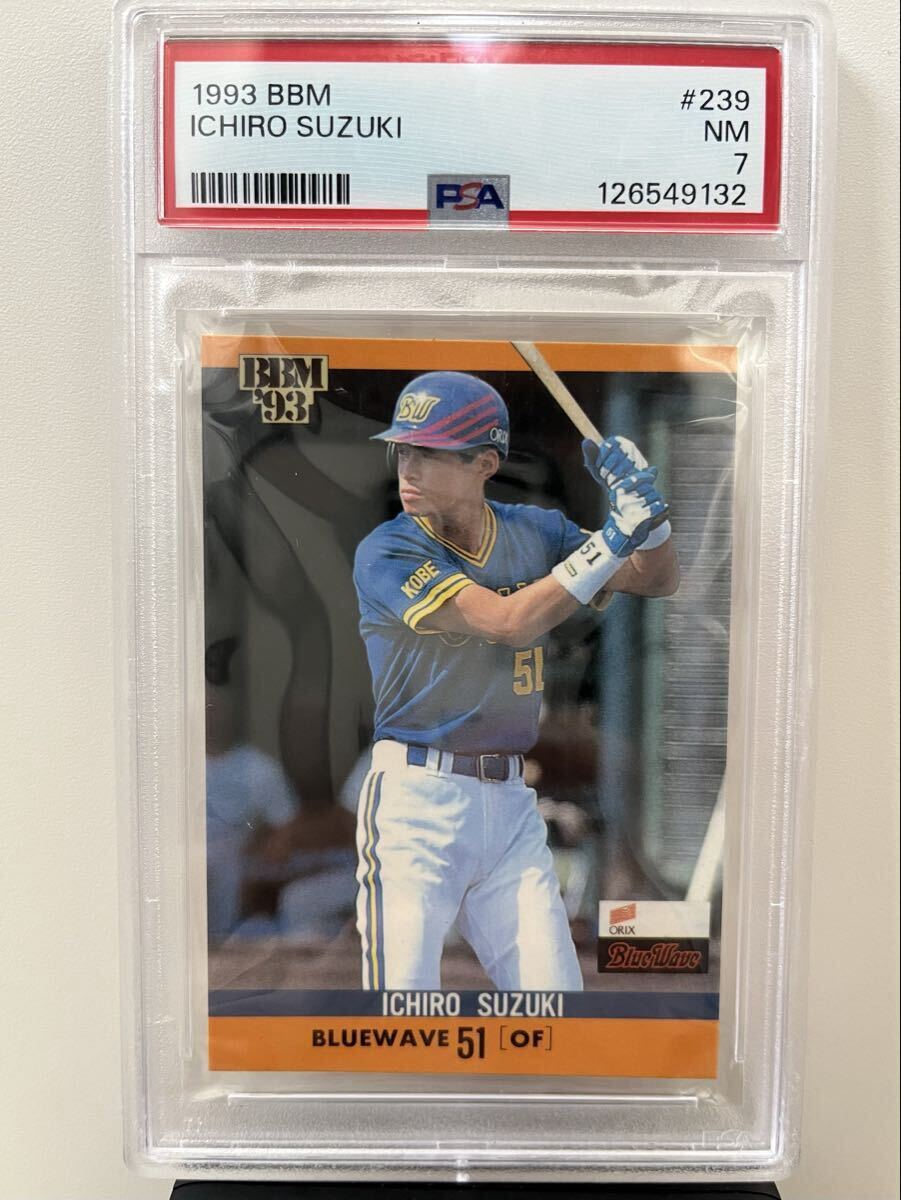 1993 BBM
#239
ICHIRO SUZUKI
NM
7
PSA
126549132
BBM
'93
BW
ORIX
51
51
KOBE
51
ORIX
BlueWave
ICHIRO SUZUKI
BLUEWAVE 51 [OF]